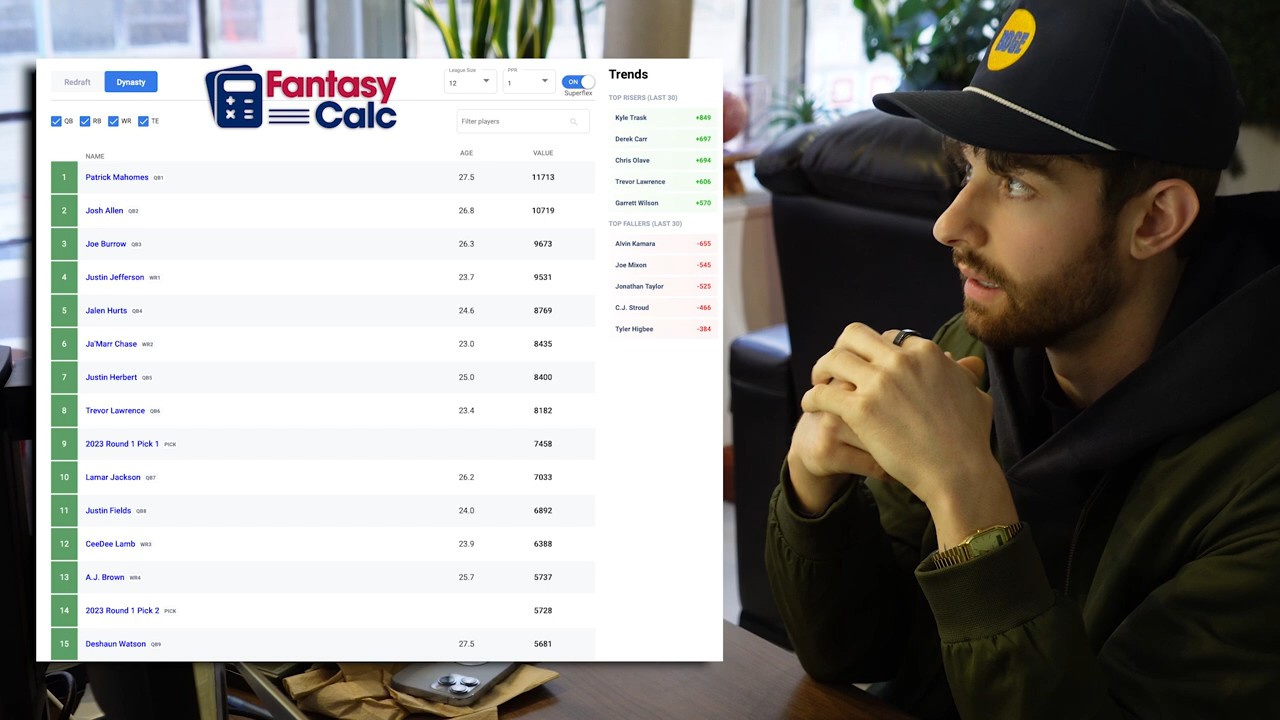 Redraft Dynasty
Fantasy
Calc
League Size
12
PPR
1
ON
Superflex
QB RB WR TE
Filter players
NAME AGE VALUE
1 Patrick Mahomes QB1 27.5 11713
2 Josh Allen QB2 26.8 10719
3 Joe Burrow QB3 26.3 9673
4 Justin Jefferson WR1 23.7 9531
5 Jalen Hurts QB4 24.6 8769
6 Ja'Marr Chase WR2 23.0 8435
7 Justin Herbert QB5 25.0 8400
8 Trevor Lawrence QB6 23.4 8182
9 2023 Round 1 Pick 1 PICK 7458
10 Lamar Jackson QB7 26.2 7033
11 Justin Fields QB8 24.0 6892
12 CeeDee Lamb WR3 23.9 6388
13 A.J. Brown WR4 25.7 5737
14 2023 Round 1 Pick 2 PICK 5728
15 Deshaun Watson QB9 27.5 5681
Trends
TOP RISERS (LAST 30)
Kyle Trask +849
Derek Carr +697
Chris Olave +694
Trevor Lawrence +606
Garrett Wilson +570
TOP FALLERS (LAST 30)
Alvin Kamara -655
Joe Mixon -545
Jonathan Taylor -525
C.J. Stroud -466
Tyler Higbee -384